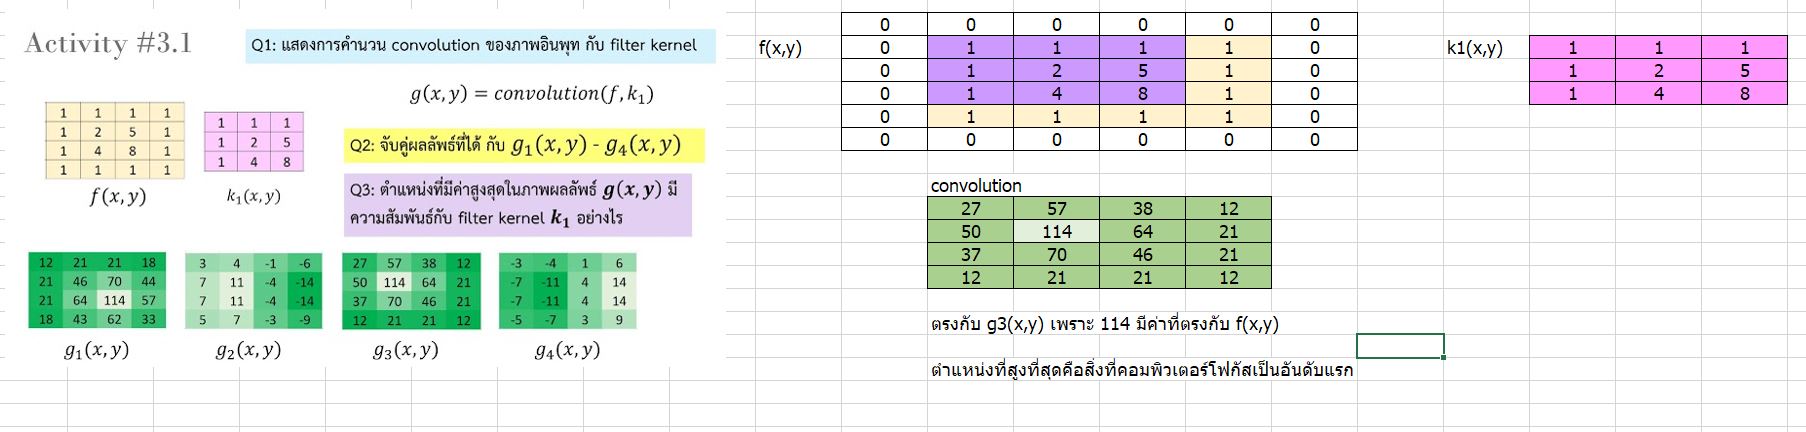 Activity #3.1
Q1: แสดงการคำนวน convolution ของภาพอินพุท กับ filter kernel
g(x,y) = convolution(f,k₁)
1 1 1 1
1 2 5 1
1 4 8 1
1 1 1 1
f(x,y)
1 1 1
1 2 5
1 4 8
k₁(x,y)
Q2: จับคู่ผลลัพธ์ที่ได้ กับ g₁(x,y) - g₄(x,y)
Q3: ตำแหน่งที่มีค่าสูงสุดในภาพผลลัพธ์ g(x,y) มี
ความสัมพันธ์กับ filter kernel k₁ อย่างไร
12 21 21 18
21 46 70 44
21 64 114 57
18 43 62 33
g₁(x,y)
3 4 -1 -6
7 11 -4 -14
7 11 -4 -14
5 7 -3 -9
g₂(x,y)
27 57 38 12
50 114 64 21
37 70 46 21
12 21 21 12
g₃(x,y)
-3 -4 1 6
-7 -11 4 14
-7 -11 4 14
-5 -7 3 9
g₄(x,y)
f(x,y)
0 0 0 0 0 0
0 1 1 1 1 0
0 1 2 5 1 0
0 1 4 8 1 0
0 1 1 1 1 0
0 0 0 0 0 0
k1(x,y)
1 1 1
1 2 5
1 4 8
convolution
27 57 38 12
50 114 64 21
37 70 46 21
12 21 21 12
ตรงกับ g3(x,y) เพราะ 114 มีค่าที่ตรงกับ f(x,y)
ตำแหน่งที่สูงที่สุดคือสิ่งที่คอมพิวเตอร์โฟกัสเป็นอันดับแรก